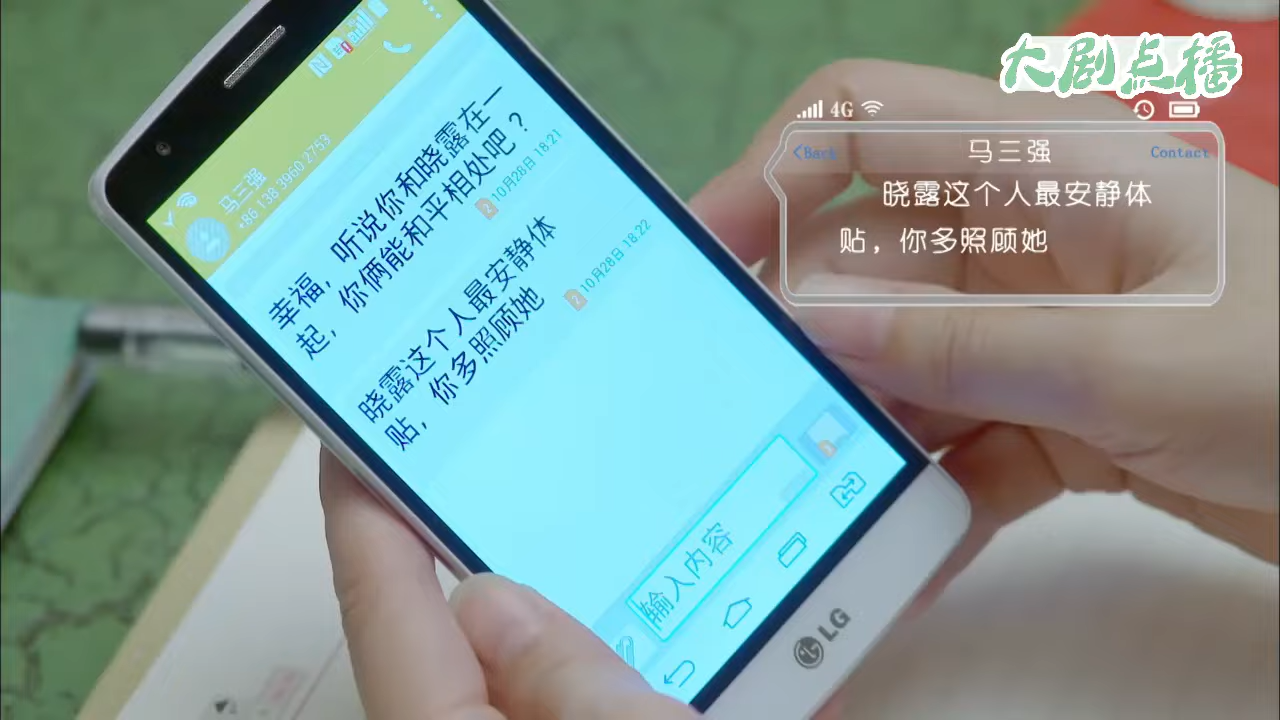 大剧点播
4G
Back
马三强
Contact
晓露这个人最安静体
贴，你多照顾她
马三强
+86 138 3960 2753
幸福，听说你和晓露在一
起，你俩能和平相处吧？
2 10月28日 18:21
晓露这个人最安静体
贴，你多照顾她
2 10月28日 18:22
输入内容
LG